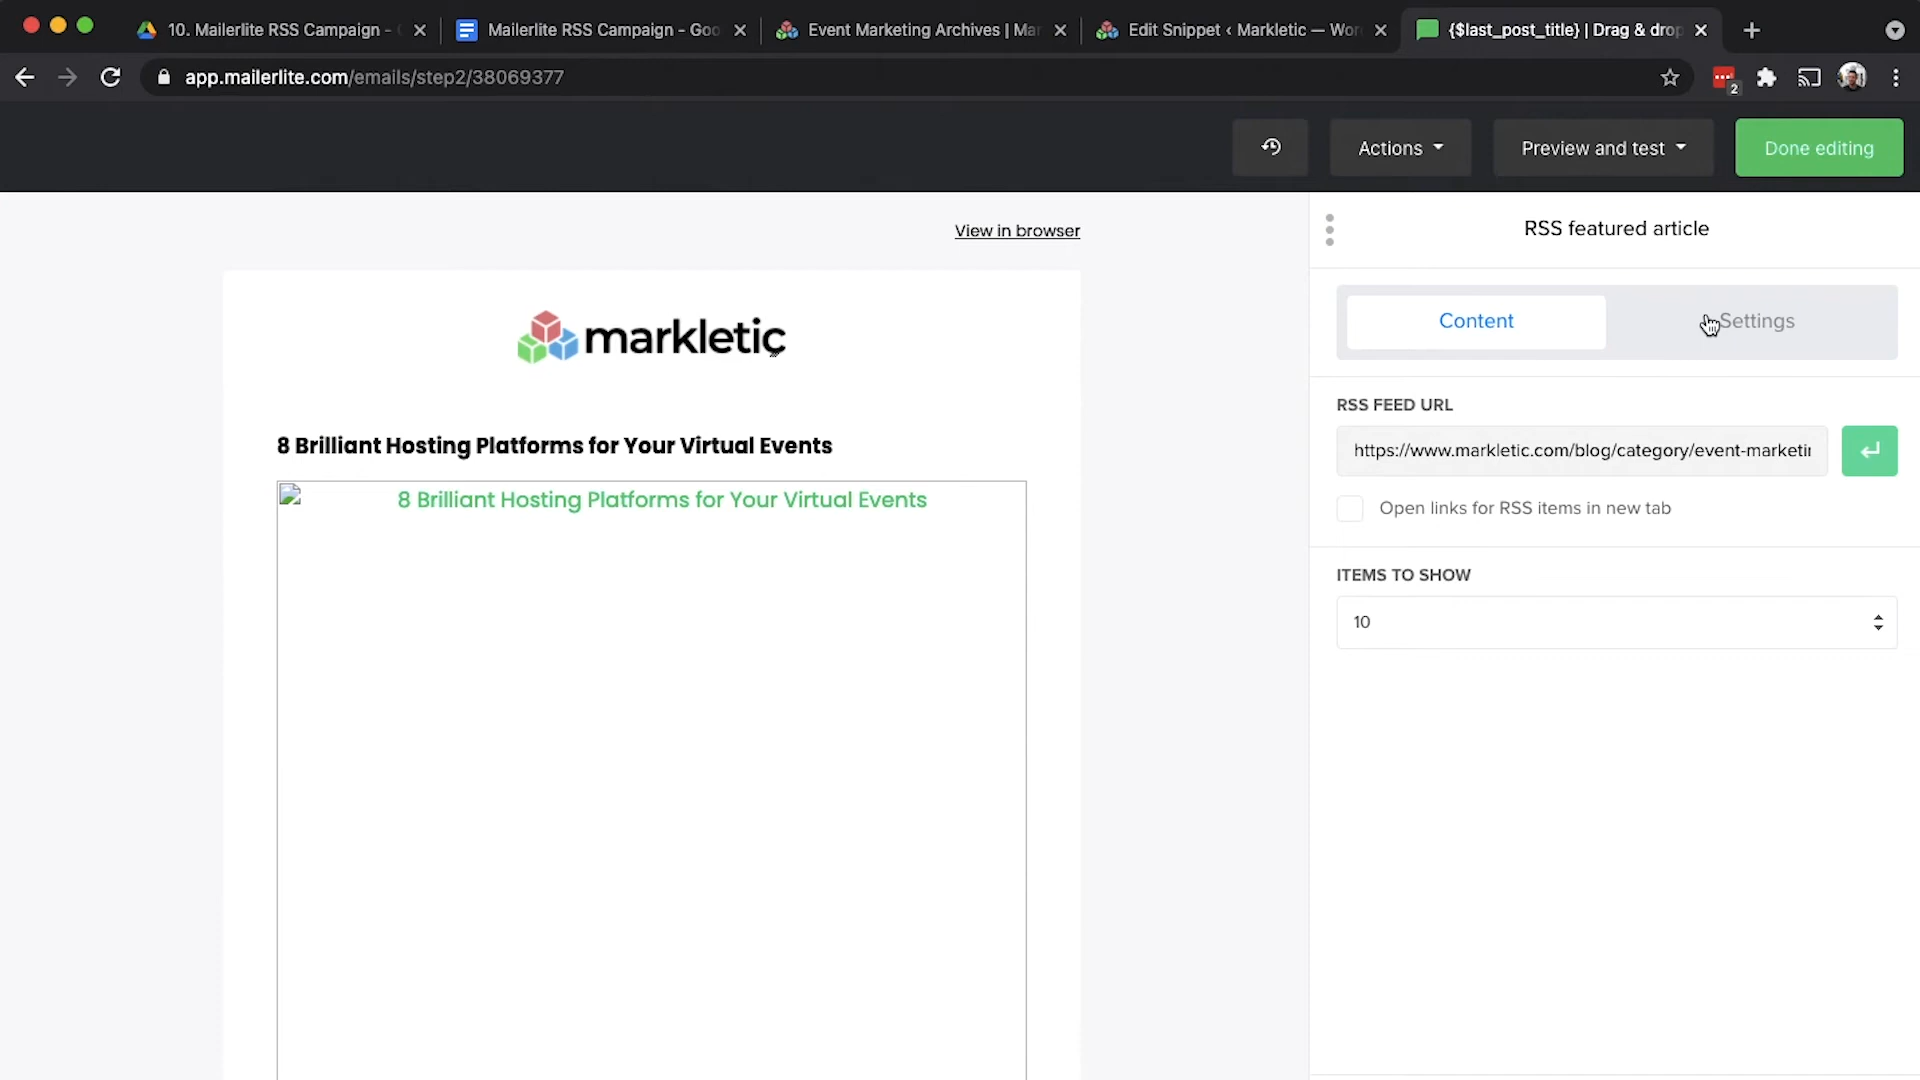 10. Mailerlite RSS Campaign -
Mailerlite RSS Campaign - Goo
Event Marketing Archives | Mar
Edit Snippet ‹ Markletic — Wor
{$last_post_title} | Drag & drop
app.mailerlite.com/emails/step2/38069377
2
Actions
Preview and test
Done editing
View in browser
RSS featured article
markletic
Content
Settings
RSS FEED URL
https://www.markletic.com/blog/category/event-marketin
Open links for RSS items in new tab
8 Brilliant Hosting Platforms for Your Virtual Events
8 Brilliant Hosting Platforms for Your Virtual Events
ITEMS TO SHOW
10